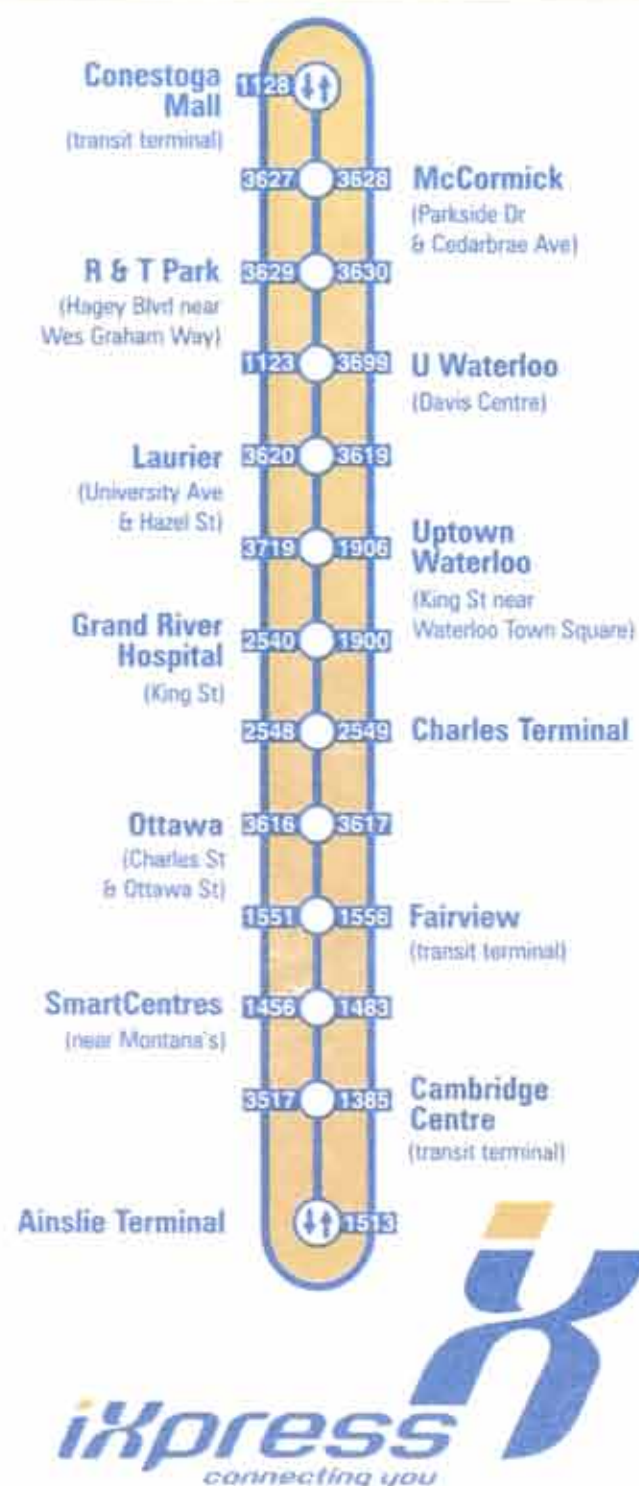 Conestoga
Mall
(transit terminal)
1128
3627 3628
McCormick
(Parkside Dr
& Cedarbrae Ave)
R & T Park
(Hagey Blvd near
Wes Graham Way)
3629 3630
1123 3699
U Waterloo
(Davis Centre)
Laurier
(University Ave
& Hazel St)
3620 3619
3719 1906
Uptown
Waterloo
(King St near
Waterloo Town Square)
Grand River
Hospital
(King St)
2540 1900
2548 2549
Charles Terminal
Ottawa
(Charles St
& Ottawa St)
3616 3617
1551 1556
Fairview
(transit terminal)
SmartCentres
(near Montana's)
1456 1483
3517 1385
Cambridge
Centre
(transit terminal)
Ainslie Terminal
1513
iX
iXpress
connecting you